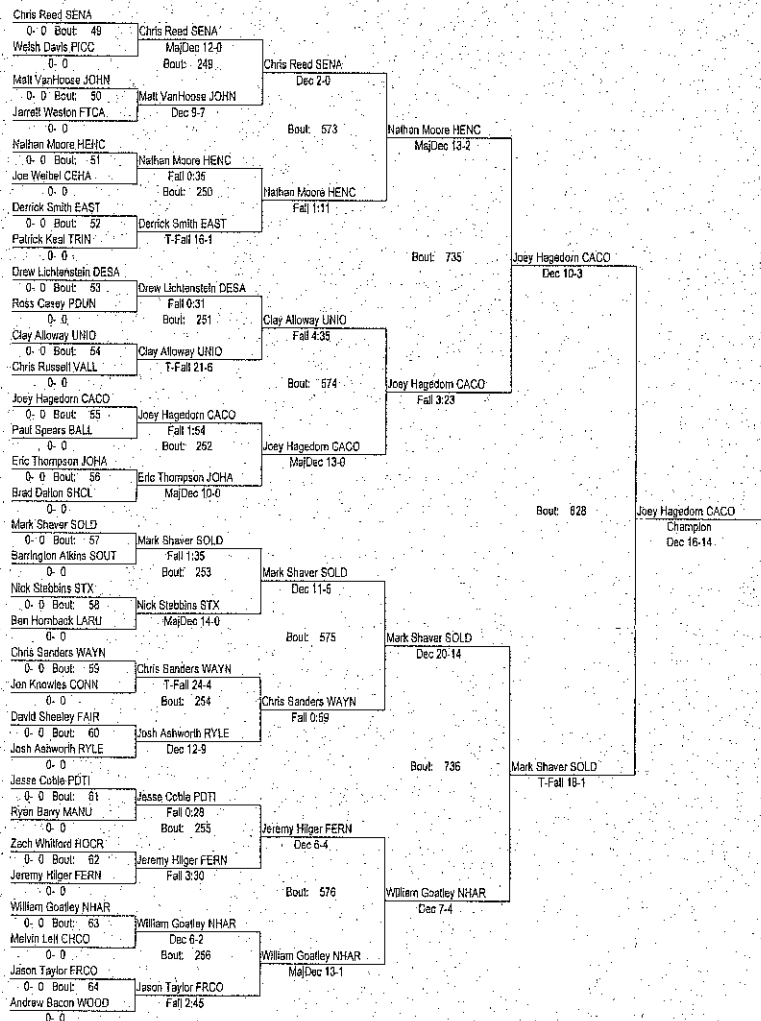 Chris Reed SENA
0- 0 Bout: 49
Welsh Davis PICC
0- 0
Matt VanHoose JOHN
0- 0 Bout: 50
Jarrett Weston FTCA
0- 0
Nathan Moore HENC
0- 0 Bout: 51
Joe Weibel CEHA
0- 0
Derrick Smith EAST
0- 0 Bout: 52
Patrick Keal TRIN
0- 0
Drew Lichtenstein DESA
0- 0 Bout: 53
Ross Casey PDUN
0- 0
Clay Alloway UNIO
0- 0 Bout: 54
Chris Russell VALL
0- 0
Joey Hagedorn CACO
0- 0 Bout: 55
Paul Spears BALL
0- 0
Eric Thompson JOHA
0- 0 Bout: 56
Brad Dalton SHCL
0- 0
Mark Shaver SOLD
0- 0 Bout: 57
Barrington Atkins SOUT
0- 0
Nick Stebbins STX
0- 0 Bout: 58
Ben Hornback LARU
0- 0
Chris Sanders WAYN
0- 0 Bout: 59
Jon Knowles CONN
0- 0
David Sheeley FAIR
0- 0 Bout: 60
Josh Ashworth RYLE
0- 0
Jesse Coble PDTI
0- 0 Bout: 61
Ryan Barry MANU
0- 0
Zach Whitford HOCR
0- 0 Bout: 62
Jeremy Hilger FERN
0- 0
William Goatley NHAR
0- 0 Bout: 63
Melvin Lell CHCO
0- 0
Jason Taylor FRCO
0- 0 Bout: 64
Andrew Bacon WOOD
0- 0
Chris Reed SENA
MajDec 12-0
Bout: 249
Matt VanHoose JOHN
Dec 9-7
Nathan Moore HENC
Fall 0:35
Bout: 250
Derrick Smith EAST
T-Fall 16-1
Drew Lichtenstein DESA
Fall 0:31
Bout: 251
Clay Alloway UNIO
T-Fall 21-6
Joey Hagedorn CACO
Fall 1:54
Bout: 252
Eric Thompson JOHA
MajDec 10-0
Mark Shaver SOLD
Fall 1:35
Bout: 253
Nick Stebbins STX
MajDec 14-0
Chris Sanders WAYN
T-Fall 24-4
Bout: 254
Josh Ashworth RYLE
Dec 12-9
Jesse Coble PDTI
Fall 0:28
Bout: 255
Jeremy Hilger FERN
Fall 3:30
William Goatley NHAR
Dec 6-2
Bout: 256
Jason Taylor FRCO
Fall 2:45
Chris Reed SENA
Dec 2-0
Bout: 573
Nathan Moore HENC
Fall 1:11
Clay Alloway UNIO
Fall 4:35
Bout: 574
Joey Hagedorn CACO
MajDec 13-0
Mark Shaver SOLD
Dec 11-5
Bout: 575
Chris Sanders WAYN
Fall 0:59
Jeremy Hilger FERN
Dec 6-4
Bout: 576
William Goatley NHAR
MajDec 13-1
Nathan Moore HENC
MajDec 13-2
Bout: 735
Joey Hagedorn CACO
Fall 3:23
Mark Shaver SOLD
Dec 20-14
Bout: 736
William Goatley NHAR
Dec 7-4
Joey Hagedorn CACO
Dec 10-3
Bout: 828
Mark Shaver SOLD
T-Fall 18-1
Joey Hagedorn CACO
Champion
Dec 16-14